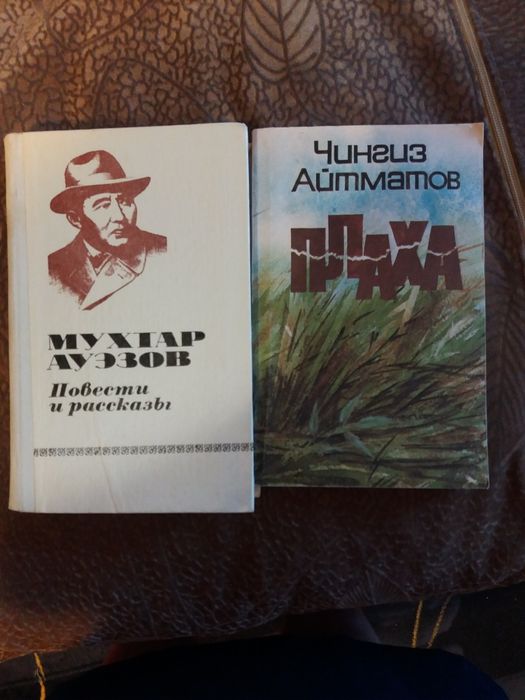 МУХТАР
АУЭЗОВ
Повести
и рассказы
Чингиз
Айтматов
ПЛАХА